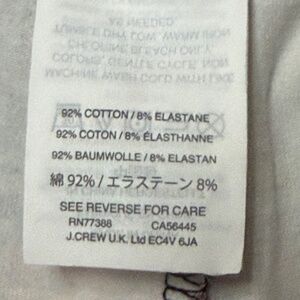 92% COTTON / 8% ELASTANE
92% COTON / 8% ÉLASTHANNE
92% BAUMWOLLE / 8% ELASTAN
綿 92% / エラステーン 8%
SEE REVERSE FOR CARE
RN77388 CA56445
J.CREW U.K. Ltd EC4V 6JA